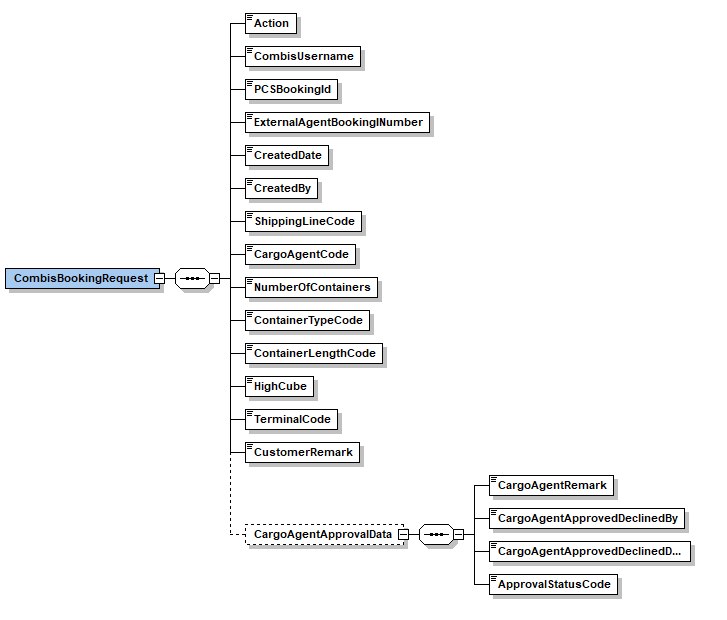 Action
CombisUsername
PCSBookingId
ExternalAgentBookingINumber
CreatedDate
CreatedBy
ShippingLineCode
CargoAgentCode
CombisBookingRequest
NumberOfContainers
ContainerTypeCode
ContainerLengthCode
HighCube
TerminalCode
CustomerRemark
CargoAgentApprovalData
CargoAgentRemark
CargoAgentApprovedDeclinedBy
CargoAgentApprovedDeclinedD...
ApprovalStatusCode